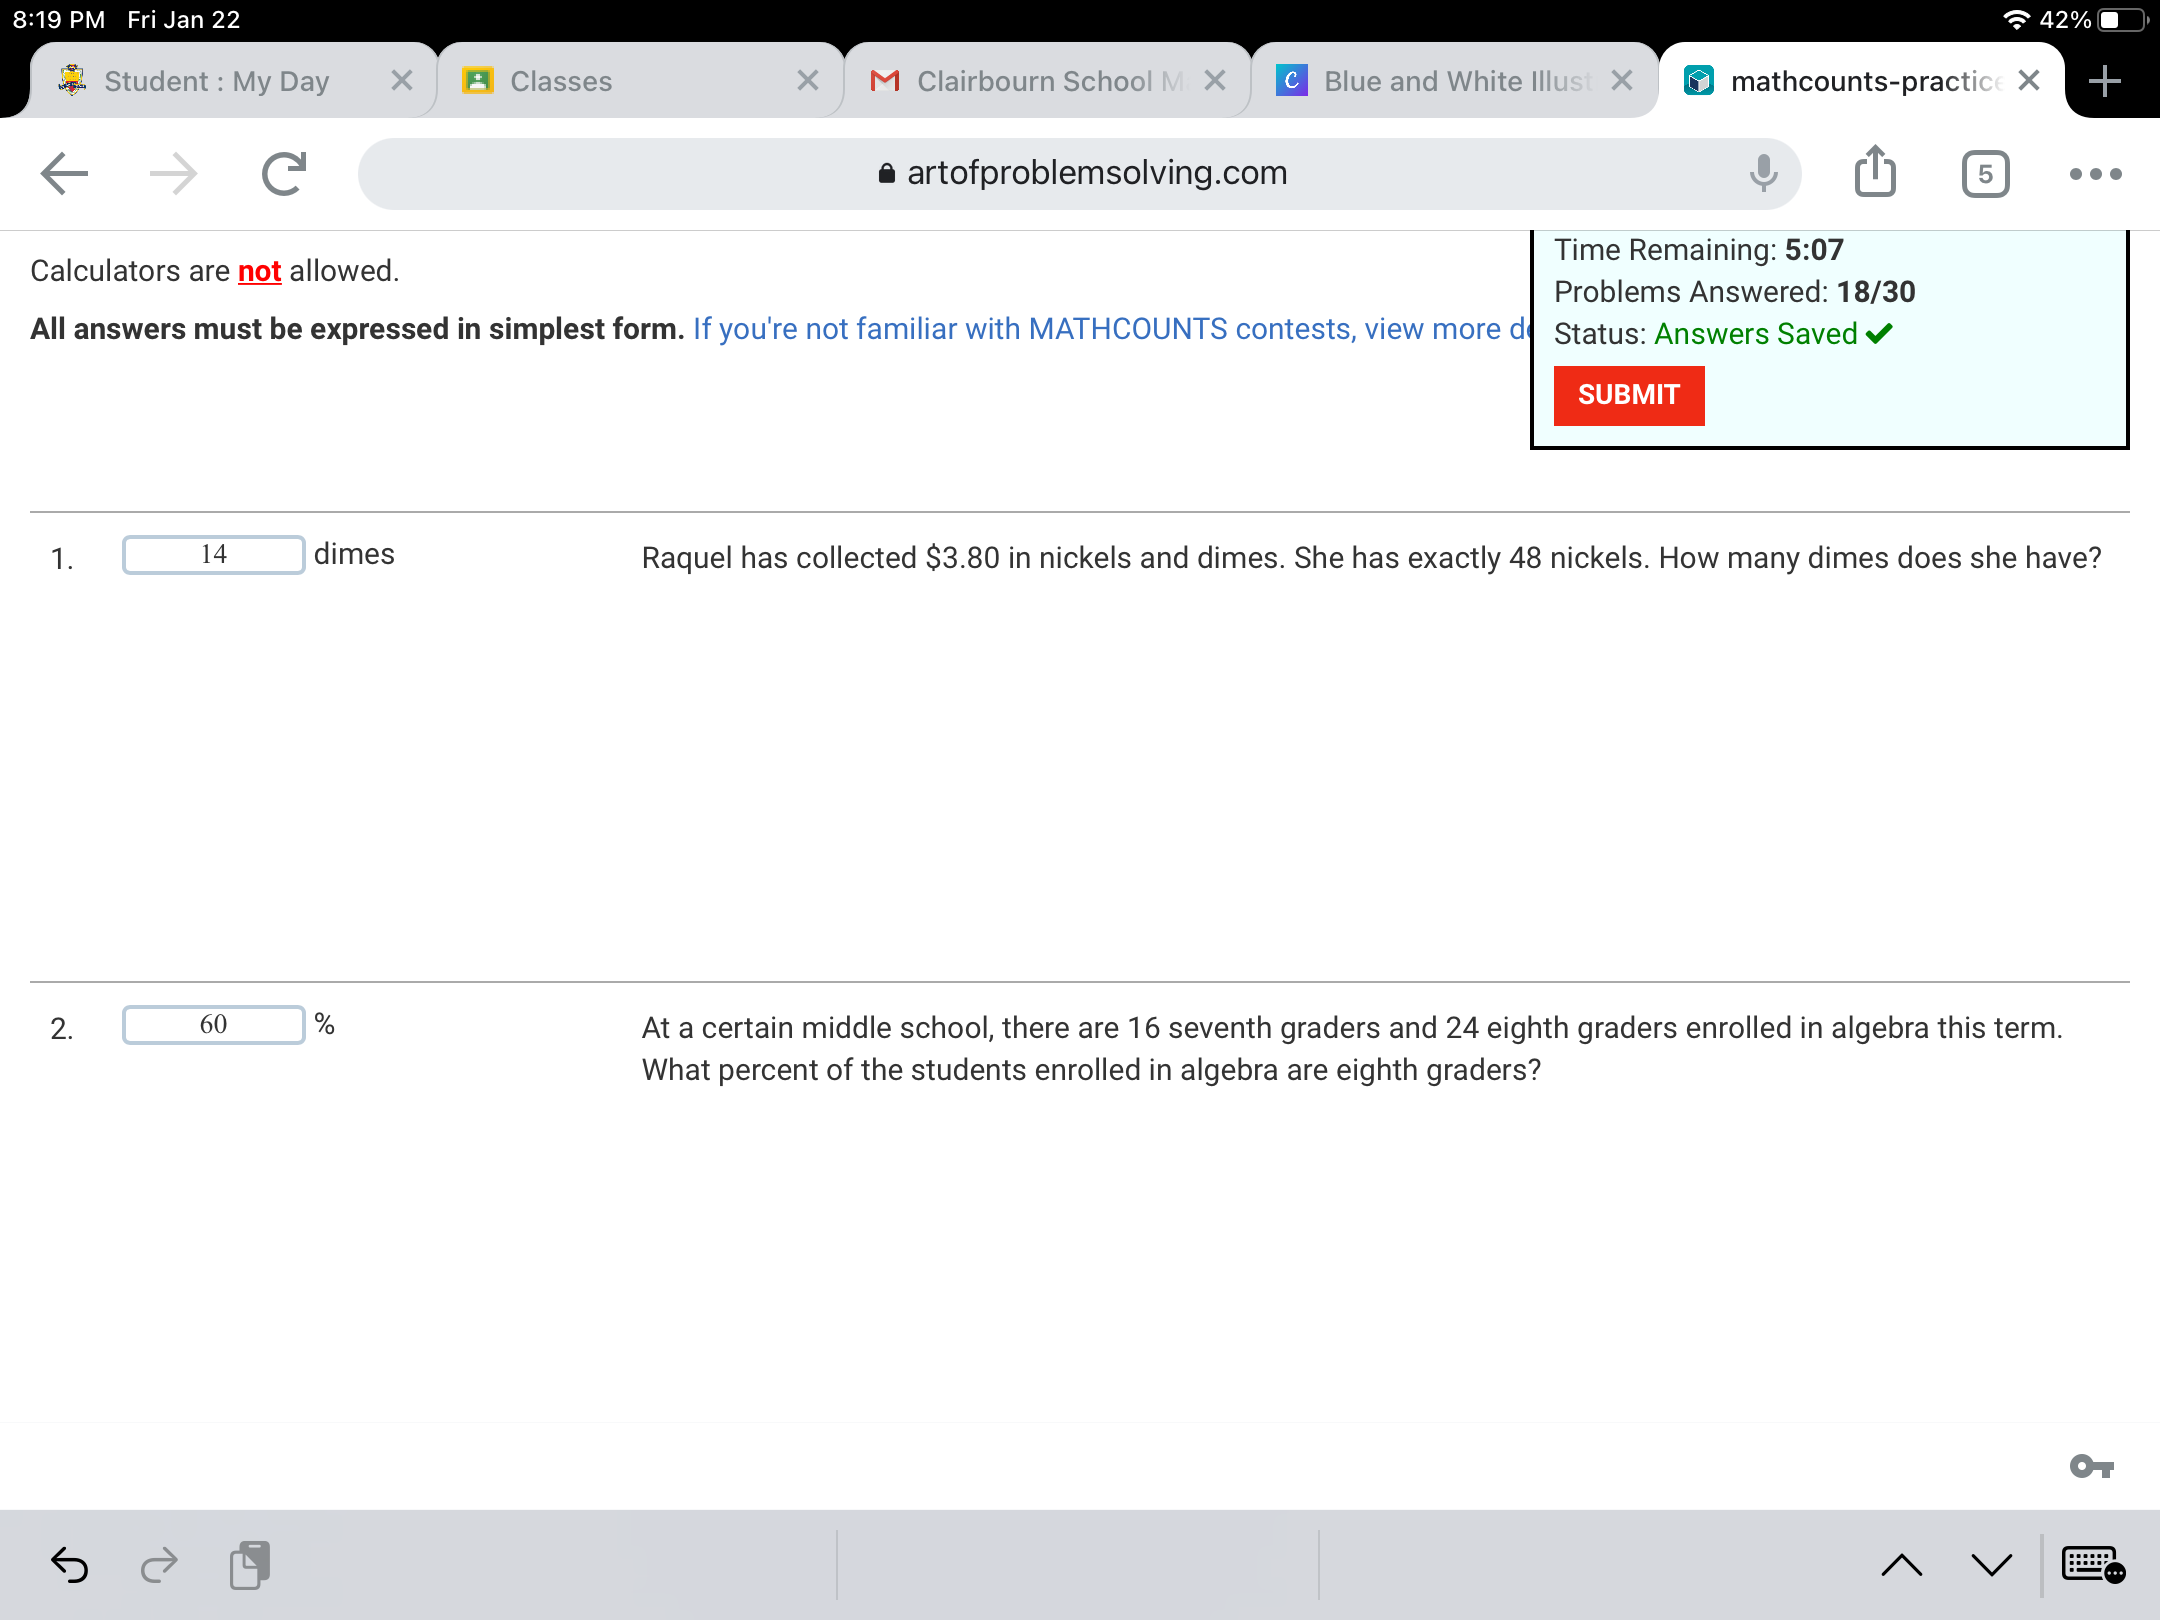 8:19 PM Fri Jan 22 42%
Student : My Day
Classes
Clairbourn School M
Blue and White Illust
mathcounts-practice
artofproblemsolving.com
5
Calculators are not allowed.
All answers must be expressed in simplest form. If you're not familiar with MATHCOUNTS contests, view more de
Time Remaining: 5:07
Problems Answered: 18/30
Status: Answers Saved
SUBMIT
1. 14 dimes
Raquel has collected $3.80 in nickels and dimes. She has exactly 48 nickels. How many dimes does she have?
2. 60 %
At a certain middle school, there are 16 seventh graders and 24 eighth graders enrolled in algebra this term.
What percent of the students enrolled in algebra are eighth graders?